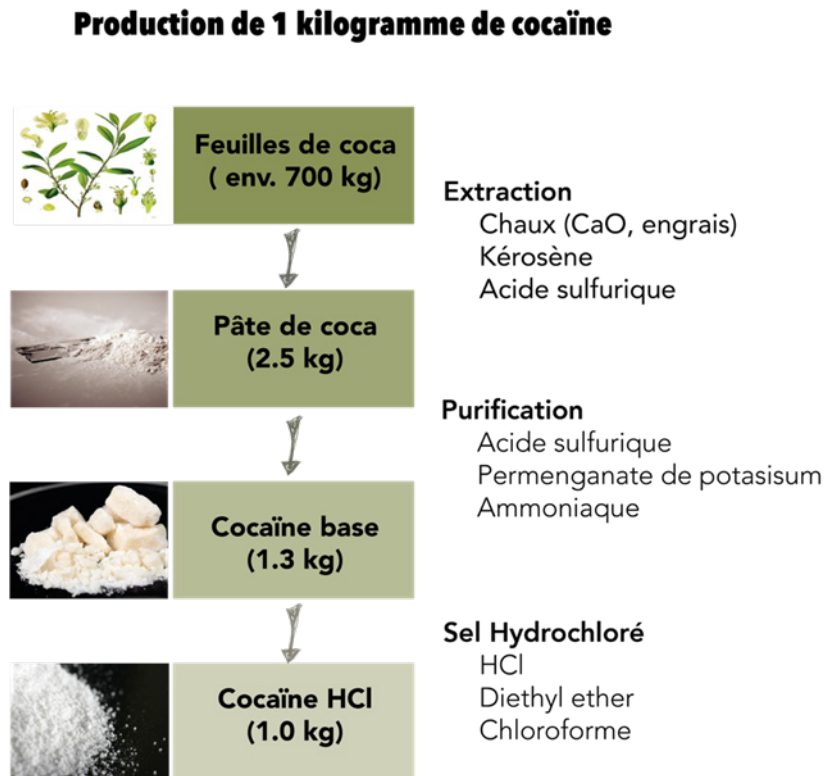 Production de 1 kilogramme de cocaïne
Feuilles de coca
( env. 700 kg)
Extraction
Chaux (CaO, engrais)
Kérosène
Acide sulfurique
Pâte de coca
(2.5 kg)
Purification
Acide sulfurique
Permenganate de potasisum
Ammoniaque
Cocaïne base
(1.3 kg)
Sel Hydrochloré
HCl
Diethyl ether
Chloroforme
Cocaïne HCl
(1.0 kg)